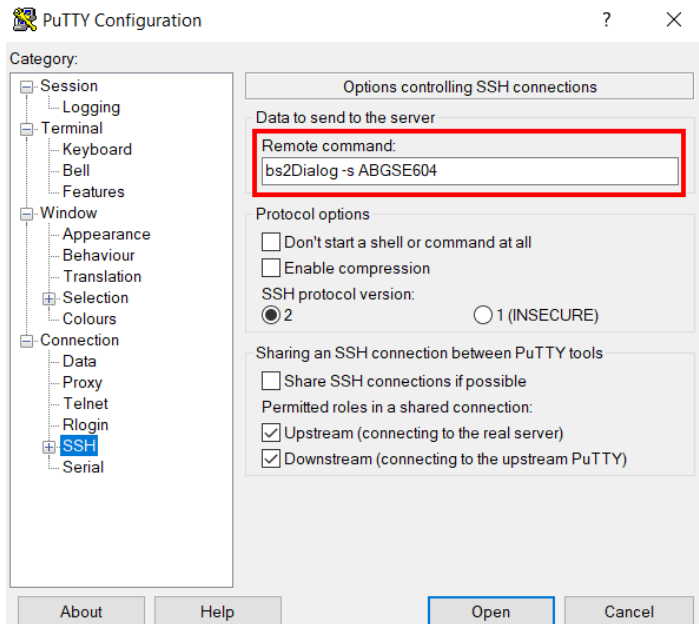 PuTTY Configuration
?
Category:
Session
Logging
Terminal
Keyboard
Bell
Features
Window
Appearance
Behaviour
Translation
Selection
Colours
Connection
Data
Proxy
Telnet
Rlogin
SSH
Serial
Options controlling SSH connections
Data to send to the server
Remote command:
bs2Dialog -s ABGSE604
Protocol options
Don't start a shell or command at all
Enable compression
SSH protocol version:
2 1 (INSECURE)
Sharing an SSH connection between PuTTY tools
Share SSH connections if possible
Permitted roles in a shared connection:
Upstream (connecting to the real server)
Downstream (connecting to the upstream PuTTY)
About Help Open Cancel